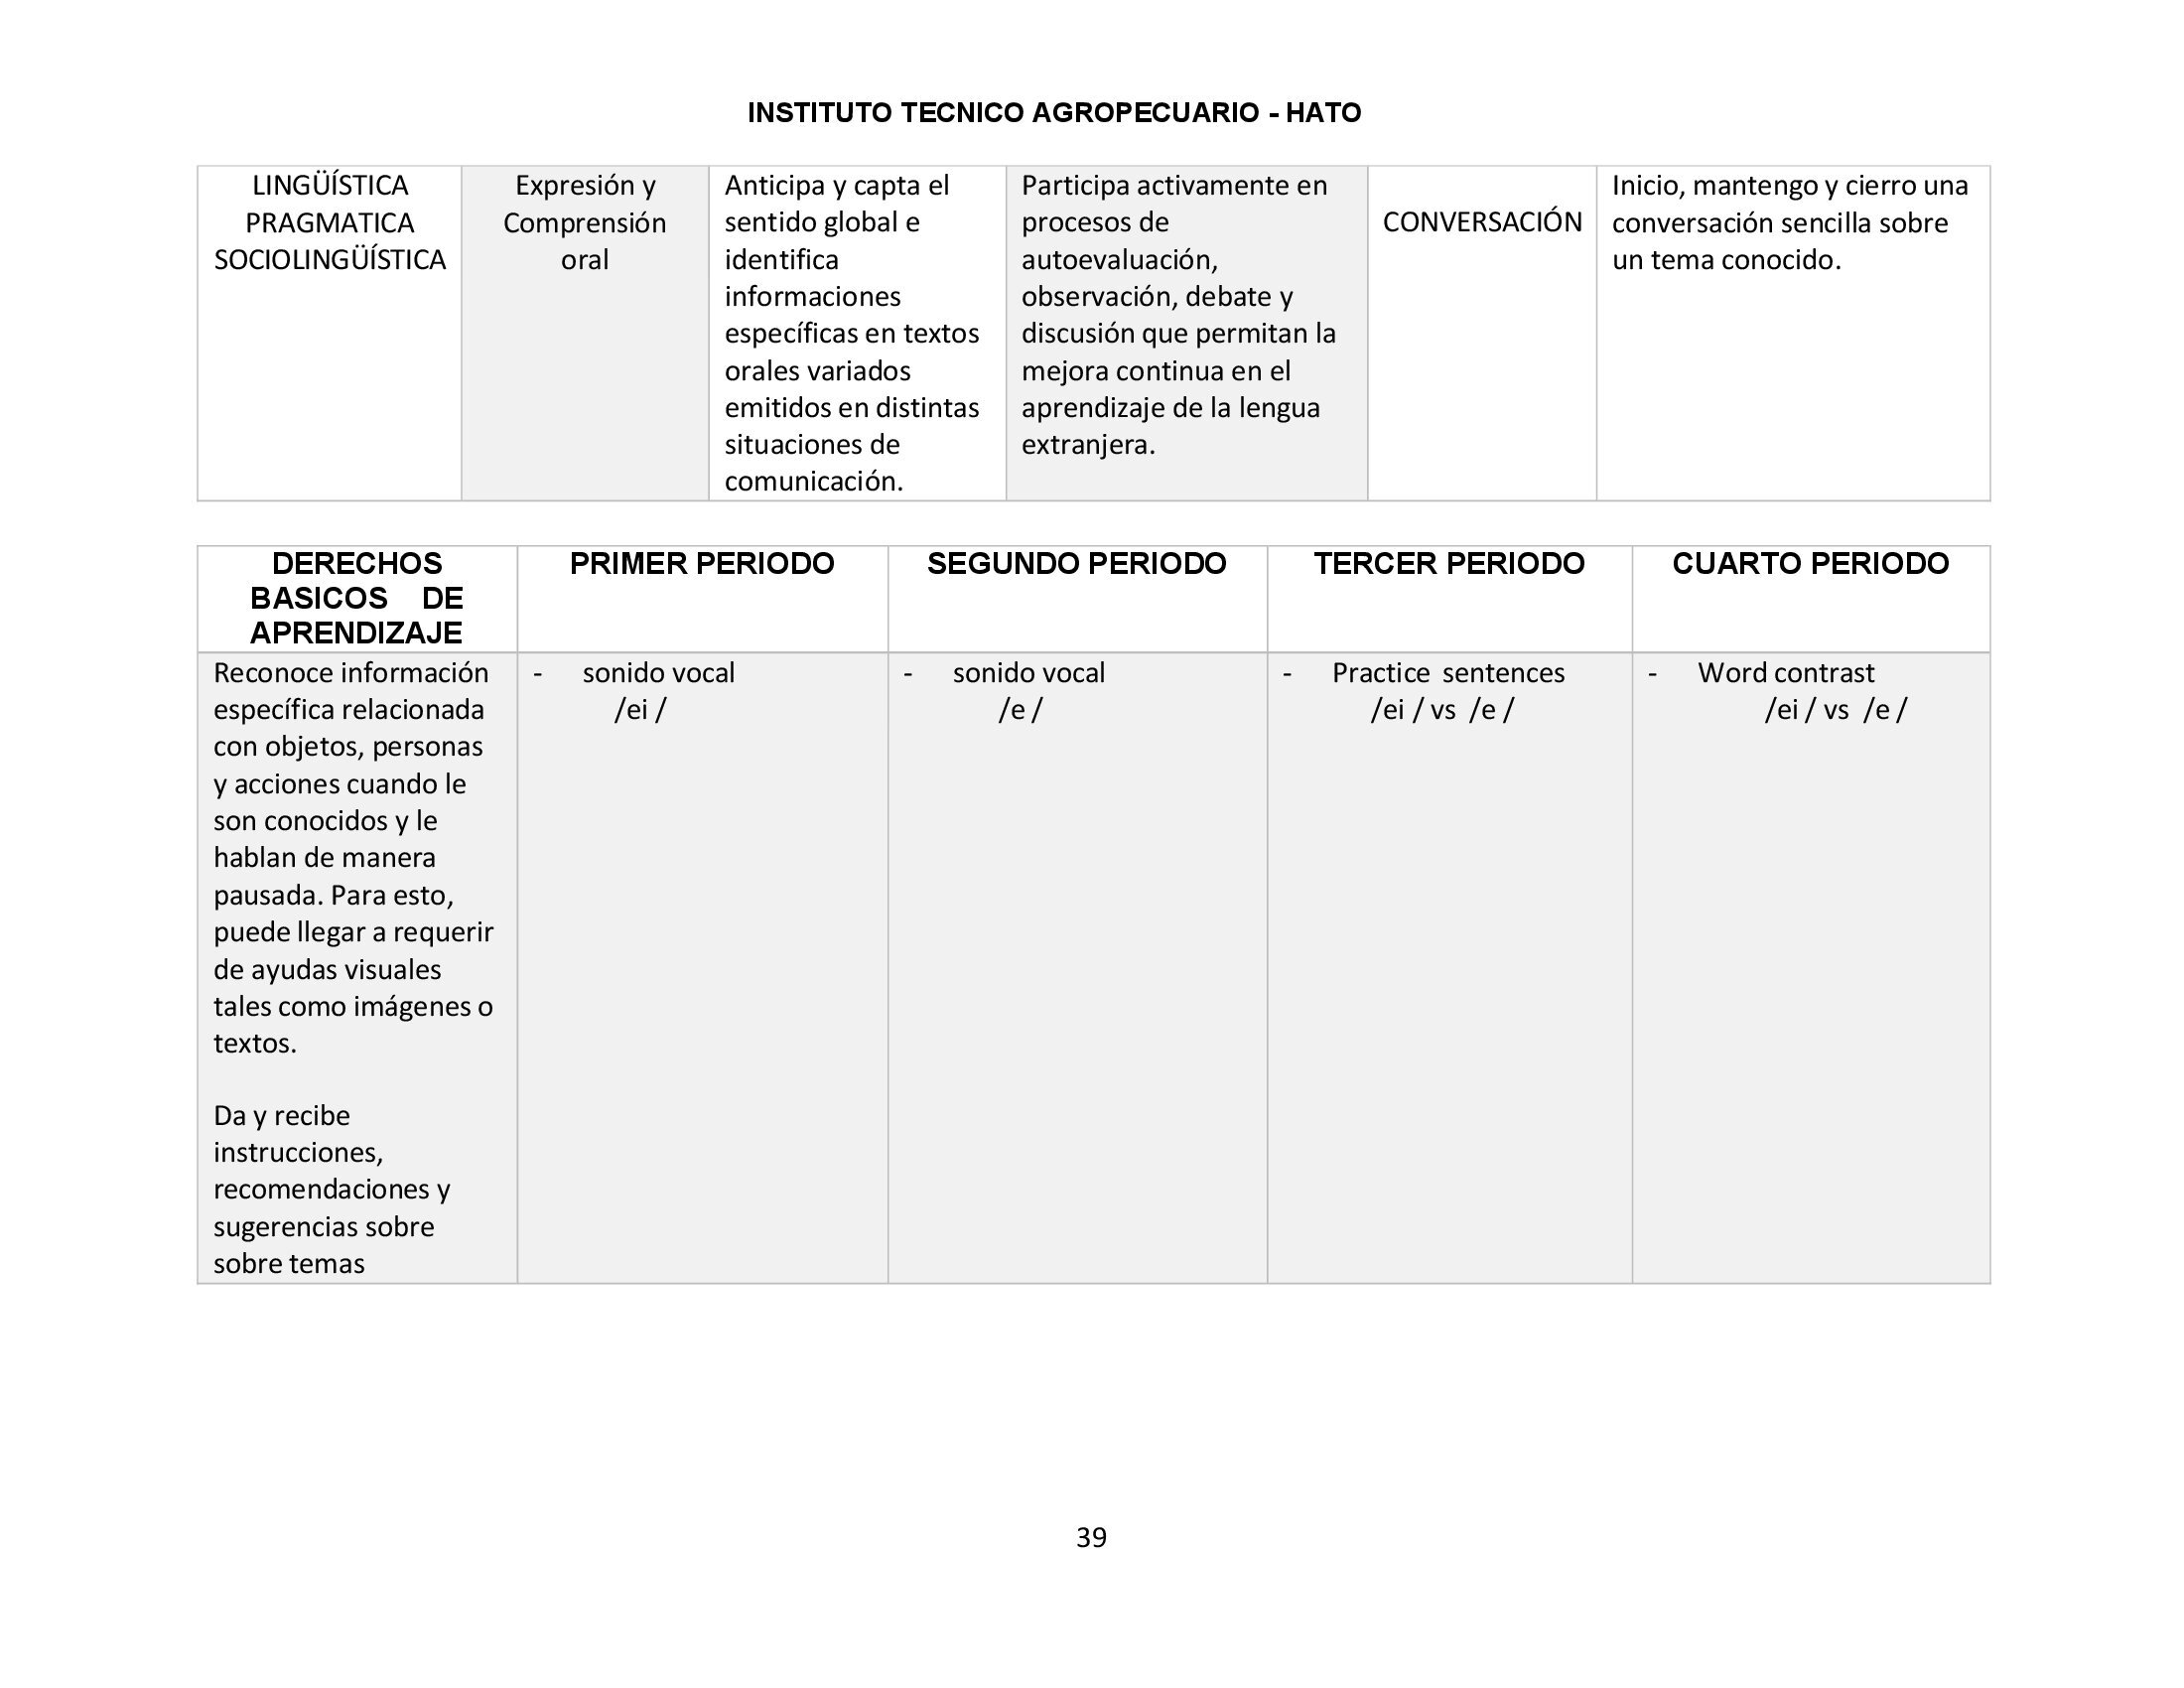 INSTITUTO TECNICO AGROPECUARIO - HATO
LINGÜÍSTICA
PRAGMATICA
SOCIOLINGÜÍSTICA
Expresión y
Comprensión
oral
Anticipa y capta el
sentido global e
identifica
informaciones
específicas en textos
orales variados
emitidos en distintas
situaciones de
comunicación.
Participa activamente en
procesos de
autoevaluación,
observación, debate y
discusión que permitan la
mejora continua en el
aprendizaje de la lengua
extranjera.
CONVERSACIÓN
Inicio, mantengo y cierro una
conversación sencilla sobre
un tema conocido.
DERECHOS
BASICOS DE
APRENDIZAJE
PRIMER PERIODO
SEGUNDO PERIODO
TERCER PERIODO
CUARTO PERIODO
Reconoce información
específica relacionada
con objetos, personas
y acciones cuando le
son conocidos y le
hablan de manera
pausada. Para esto,
puede llegar a requerir
de ayudas visuales
tales como imágenes o
textos.
Da y recibe
instrucciones,
recomendaciones y
sugerencias sobre
sobre temas
- sonido vocal
/ei /
- sonido vocal
/e /
- Practice sentences
/ei / vs /e /
- Word contrast
/ei / vs /e /
39